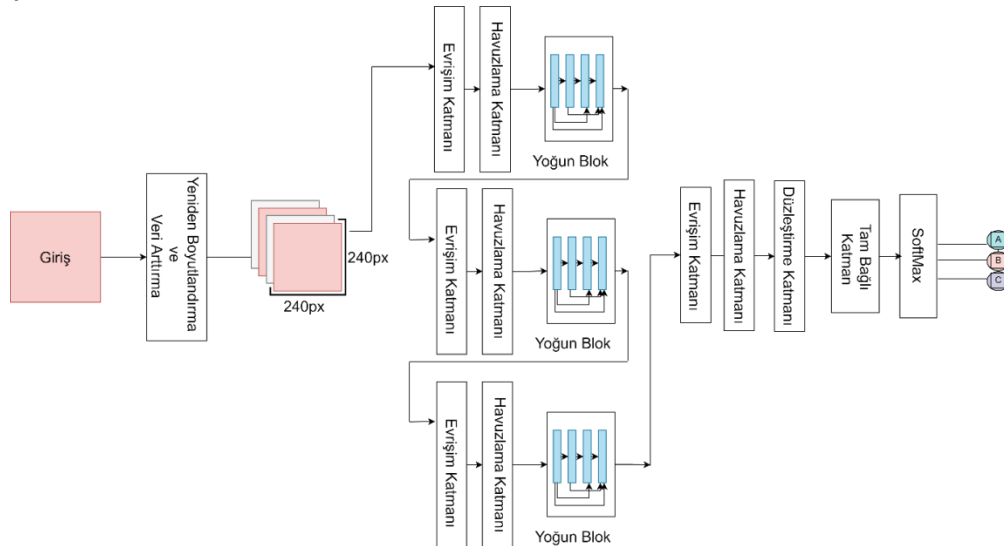 Giriş
Yeniden Boyutlandırma
ve
Veri Arttırma
240px
240px
Evrişim Katmanı
Havuzlama Katmanı
Yoğun Blok
Evrişim Katmanı
Havuzlama Katmanı
Yoğun Blok
Evrişim Katmanı
Havuzlama Katmanı
Yoğun Blok
Evrişim Katmanı
Havuzlama Katmanı
Düzleştirme Katmanı
Tam Bağlı
Katman
SoftMax
A
B
C